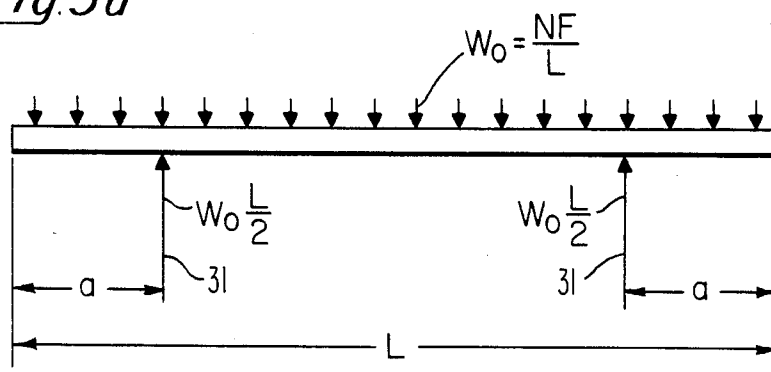 Fig. 5a
W₀ = NF/L
W₀ L/2
W₀ L/2
31
31
a
a
L